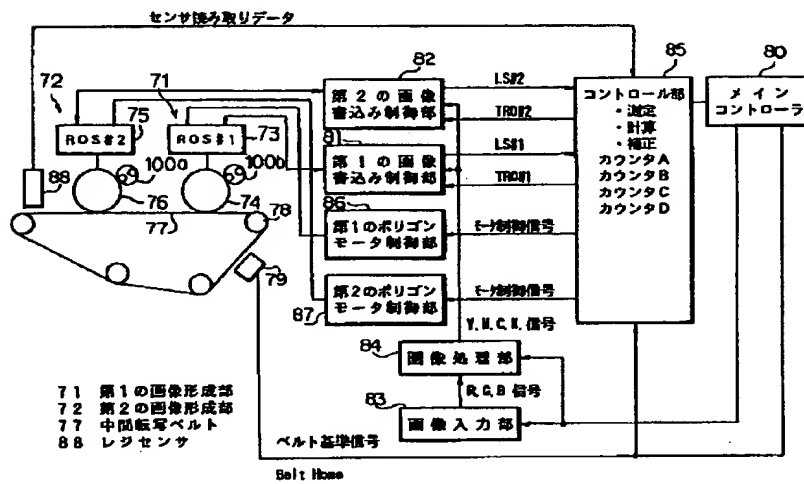 センサ読み取りデータ
72
71
75
ROS#2
ROS#1
73
100a
100b
88
76
74
77
78
79
82
第2の画像
書込み制御部
81
第1の画像
書込み制御部
86
第1のポリゴン
モータ制御部
第2のポリゴン
モータ制御部
87
LS#2
TRO#2
LS#1
TRO#1
モータ制御信号
モータ制御信号
85
コントロール部
・測定
・計算
・補正
カウンタA
カウンタB
カウンタC
カウンタD
80
メイン
コントローラ
Y,M,C,K,信号
84
画像処理部
R,G,B 信号
83
画像入力部
71 第1の画像形成部
72 第2の画像形成部
77 中間転写ベルト
88 レジセンサ
ベルト基準信号
Belt Home